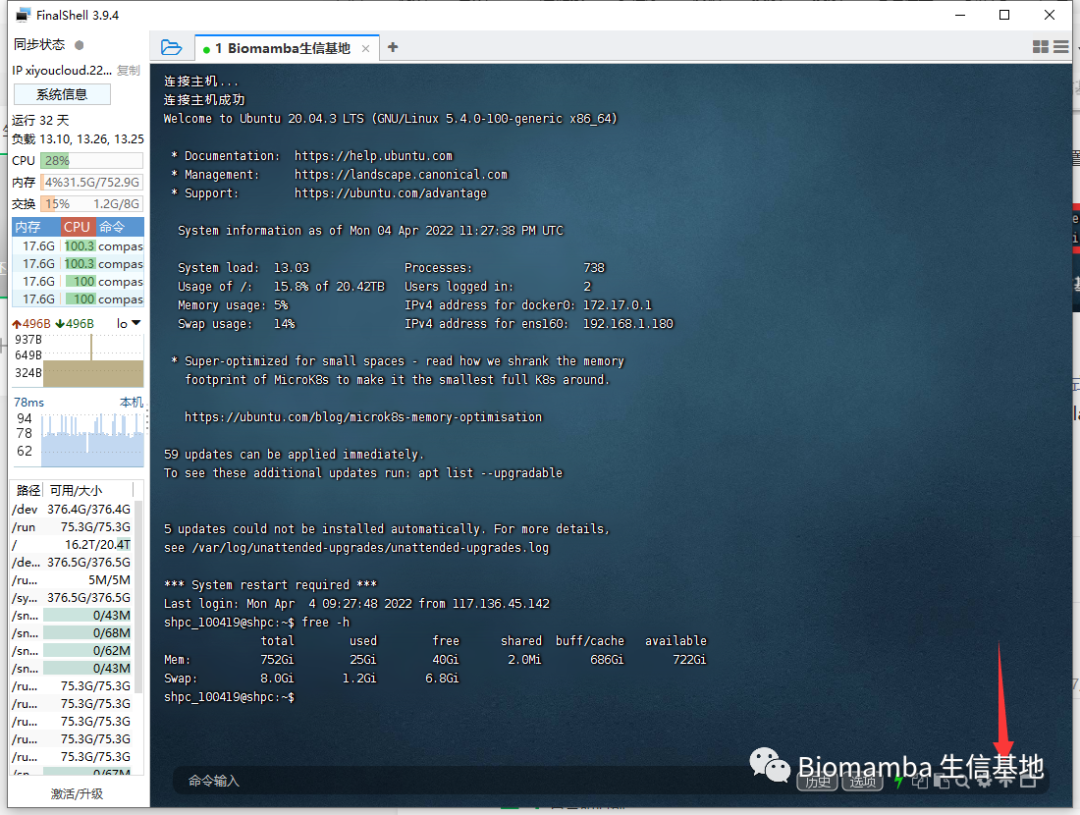 FinalShell 3.9.4
同步状态
IP xiyoucloud.22... 复制
系统信息
运行 32 天
负载 13.10, 13.26, 13.25
CPU 28%
内存 4% 31.5G/752.9G
交换 15% 1.2G/8G
内存 CPU 命令
17.6G 100.3 compas
17.6G 100.3 compas
17.6G 100 compas
17.6G 100 compas
496B 496B lo
937B
649B
324B
78ms 本机
94
78
62
路径 可用/大小
/dev 376.4G/376.4G
/run 75.3G/75.3G
/ 16.2T/20.4T
/de... 376.5G/376.5G
/ru... 5M/5M
/sy... 376.5G/376.5G
/sn... 0/43M
/sn... 0/68M
/sn... 0/62M
/sn... 0/43M
/ru... 75.3G/75.3G
/ru... 75.3G/75.3G
/ru... 75.3G/75.3G
/ru... 75.3G/75.3G
/ru... 75.3G/75.3G
/sn... 0/67M
激活/升级
1 Biomamba生信基地
连接主机...
连接主机成功
Welcome to Ubuntu 20.04.3 LTS (GNU/Linux 5.4.0-100-generic x86_64)
* Documentation: https://help.ubuntu.com
* Management: https://landscape.canonical.com
* Support: https://ubuntu.com/advantage
System information as of Mon 04 Apr 2022 11:27:38 PM UTC
System load: 13.03 Processes: 738
Usage of /: 15.8% of 20.42TB Users logged in: 2
Memory usage: 5% IPv4 address for docker0: 172.17.0.1
Swap usage: 14% IPv4 address for ens160: 192.168.1.180
* Super-optimized for small spaces - read how we shrank the memory
footprint of MicroK8s to make it the smallest full K8s around.
https://ubuntu.com/blog/microk8s-memory-optimisation
59 updates can be applied immediately.
To see these additional updates run: apt list --upgradable
5 updates could not be installed automatically. For more details,
see /var/log/unattended-upgrades/unattended-upgrades.log
*** System restart required ***
Last login: Mon Apr 4 09:27:48 2022 from 117.136.45.142
shpc_100419@shpc:~$ free -h
total used free shared buff/cache available
Mem: 752Gi 25Gi 40Gi 2.0Mi 686Gi 722Gi
Swap: 8.0Gi 1.2Gi 6.8Gi
shpc_100419@shpc:~$
Biomamba 生信基地
命令输入
历史 选项